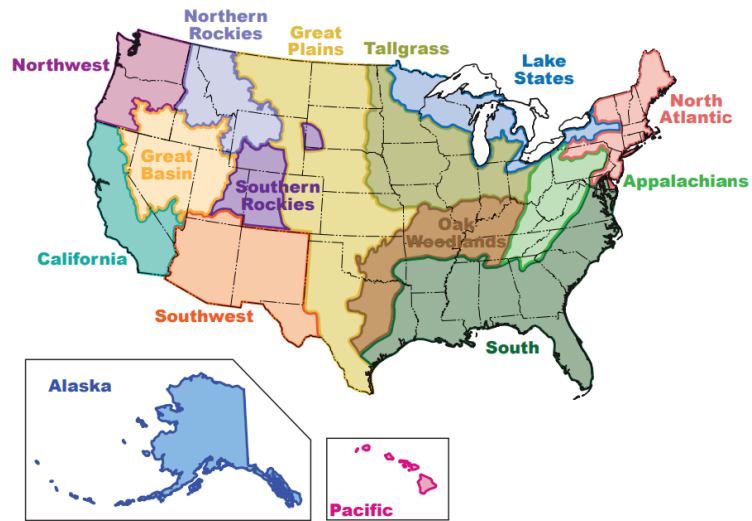 Northern
Rockies
Great
Plains
Tallgrass
Northwest
Lake
States
North
Atlantic
Great
Basin
Southern
Rockies
Appalachians
Oak
Woodlands
California
Southwest
South
Alaska
Pacific